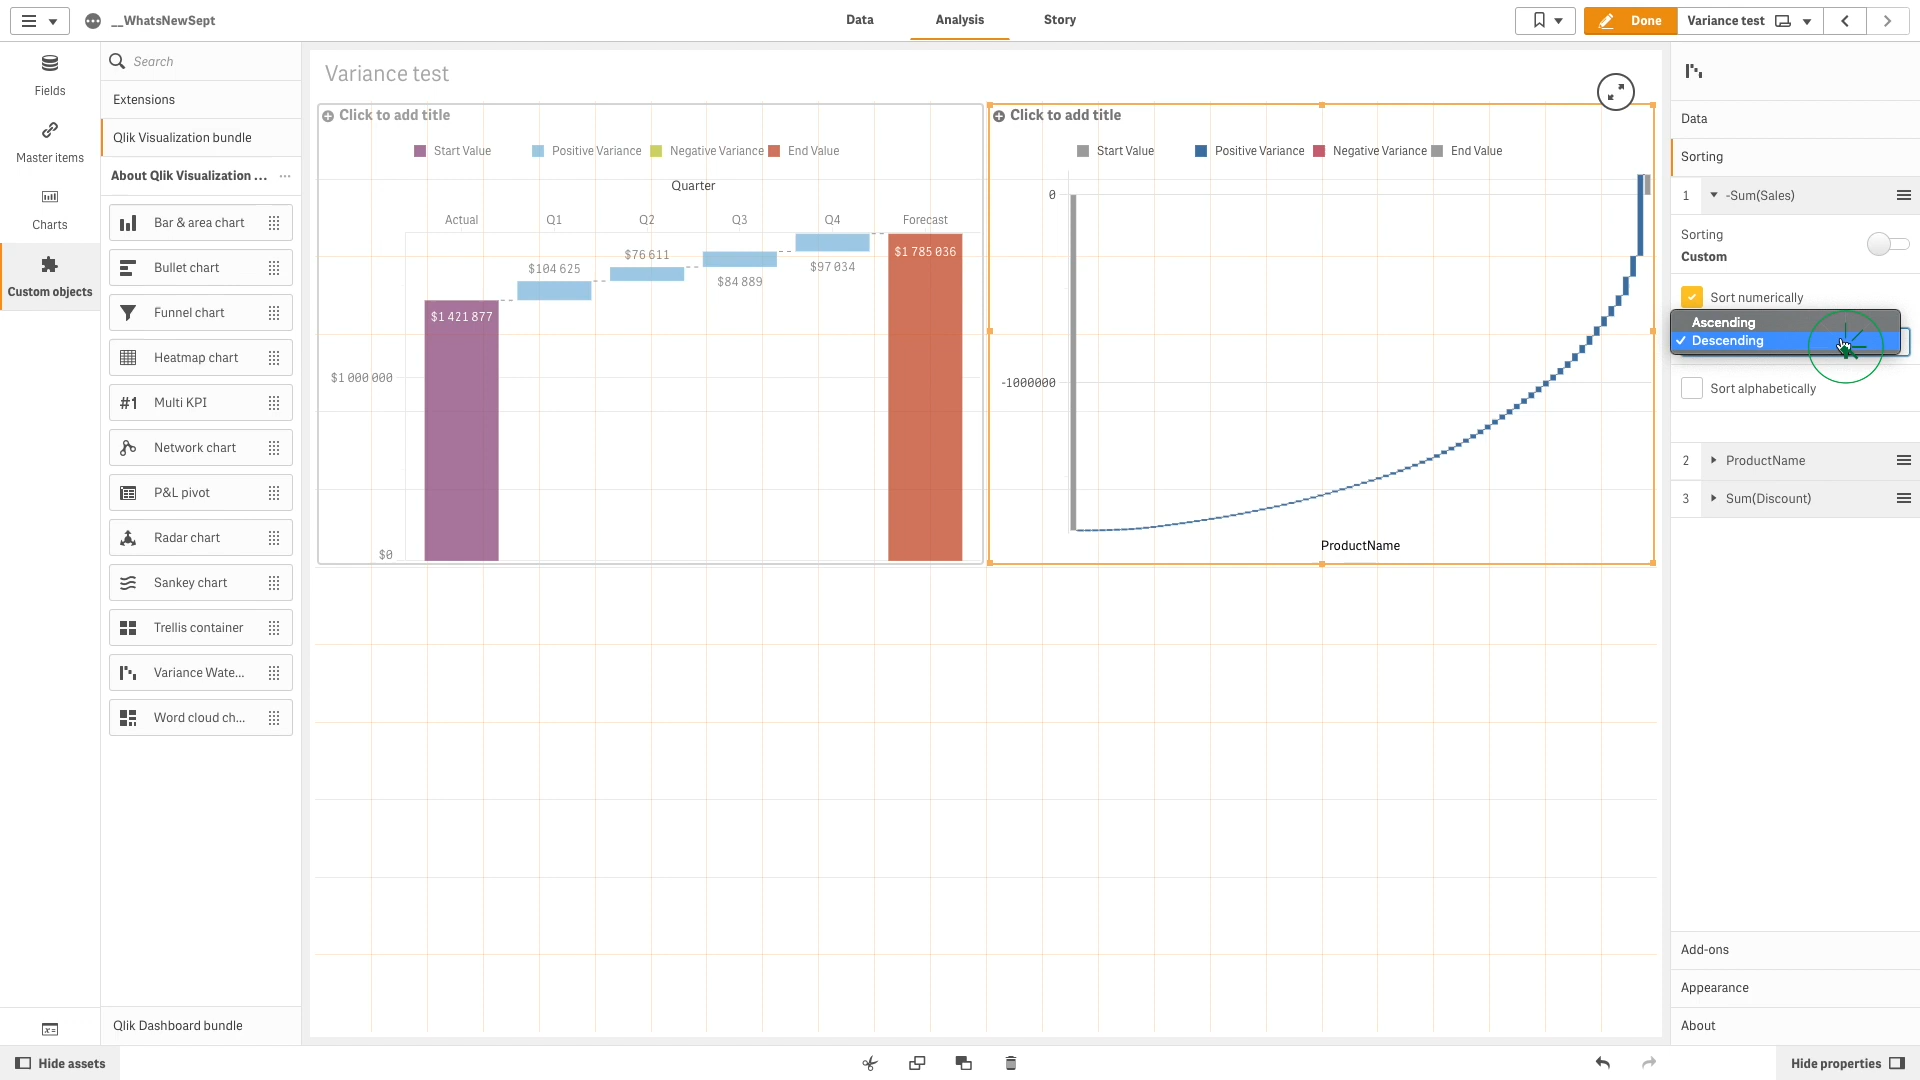 __WhatsNewSept
Data
Analysis
Story
Done
Variance test
Fields
Master items
Charts
Custom objects
Search
Extensions
Qlik Visualization bundle
About Qlik Visualization ...
Bar & area chart
Bullet chart
Funnel chart
Heatmap chart
#1 Multi KPI
Network chart
P&L pivot
Radar chart
Sankey chart
Trellis container
Variance Wate...
Word cloud ch...
Qlik Dashboard bundle
Hide assets
Variance test
Click to add title
Start Value Positive Variance Negative Variance End Value
Quarter
Actual Q1 Q2 Q3 Q4 Forecast
$1 421 877
$104 625
$76 611
$84 889
$97 034
$1 785 036
$1 000 000
$0
Click to add title
Start Value Positive Variance Negative Variance End Value
0
-1000000
ProductName
Data
Sorting
1 -Sum(Sales)
Sorting
Custom
Sort numerically
Ascending
Descending
Sort alphabetically
2 ProductName
3 Sum(Discount)
Add-ons
Appearance
About
Hide properties